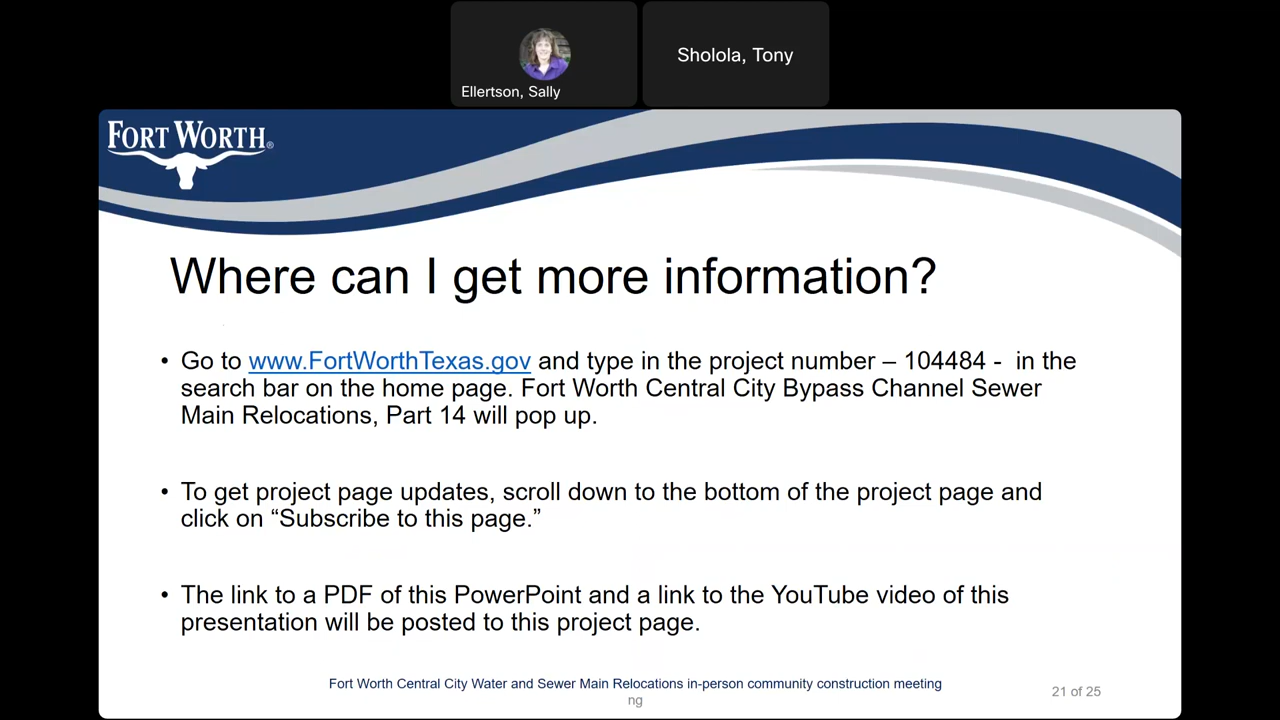 Ellertson, Sally
Sholola, Tony
FORT WORTH®
Where can I get more information?
• Go to www.FortWorthTexas.gov and type in the project number – 104484 - in the
search bar on the home page. Fort Worth Central City Bypass Channel Sewer
Main Relocations, Part 14 will pop up.
• To get project page updates, scroll down to the bottom of the project page and
click on “Subscribe to this page.”
• The link to a PDF of this PowerPoint and a link to the YouTube video of this
presentation will be posted to this project page.
Fort Worth Central City Water and Sewer Main Relocations in-person community construction meeting
ng
21 of 25